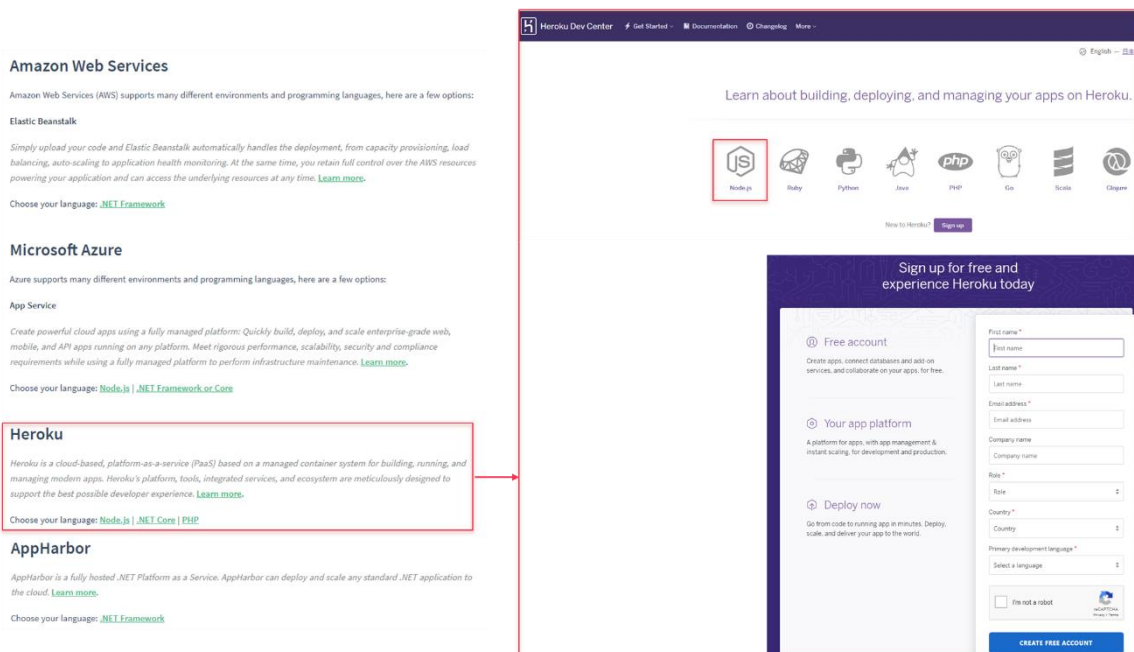 Amazon Web Services
Amazon Web Services (AWS) supports many different environments and programming languages, here are a few options:
Elastic Beanstalk
Simply upload your code and Elastic Beanstalk automatically handles the deployment, from capacity provisioning, load
balancing, auto-scaling to application health monitoring. At the same time, you retain full control over the AWS resources
powering your application and can access the underlying resources at any time. Learn more.
Choose your language: .NET Framework
Microsoft Azure
Azure supports many different environments and programming languages, here are a few options:
App Service
Create powerful cloud apps using a fully managed platform: Quickly build, deploy, and scale enterprise-grade web,
mobile, and API apps running on any platform. Meet rigorous performance, scalability, security and compliance
requirements while using a fully managed platform to perform infrastructure maintenance. Learn more.
Choose your language: Node.js | .NET Framework or Core
Heroku
Heroku is a cloud-based, platform-as-a-service (PaaS) based on a managed container system for building, running, and
managing modern apps. Heroku's platform, tools, integrated services, and ecosystem are meticulously designed to
support the best possible developer experience. Learn more.
Choose your language: Node.js | .NET Core | PHP
AppHarbor
AppHarbor is a fully hosted .NET Platform as a Service. AppHarbor can deploy and scale any standard .NET application to
the cloud. Learn more.
Choose your language: .NET Framework
Heroku Dev Center Get Started Documentation Changelog More
English —
Learn about building, deploying, and managing your apps on Heroku.
JS php
Node.js Ruby Python Java PHP Go Scala Clojure
New to Heroku? Sign up
Sign up for free and
experience Heroku today
Free account
Create apps, connect databases and add-on
services, and collaborate on your apps, for free.
Your app platform
A platform for apps, with app management &
instant scaling, for development and production.
Deploy now
Go from code to running app in minutes. Deploy,
scale, and deliver your app to the world.
First name *
First name
Last name *
Last name
Email address *
Email address
Company name
Company name
Role *
Role
Country *
Country
Primary development language *
Select a language
I'm not a robot
reCAPTCHA
Privacy - Terms
CREATE FREE ACCOUNT